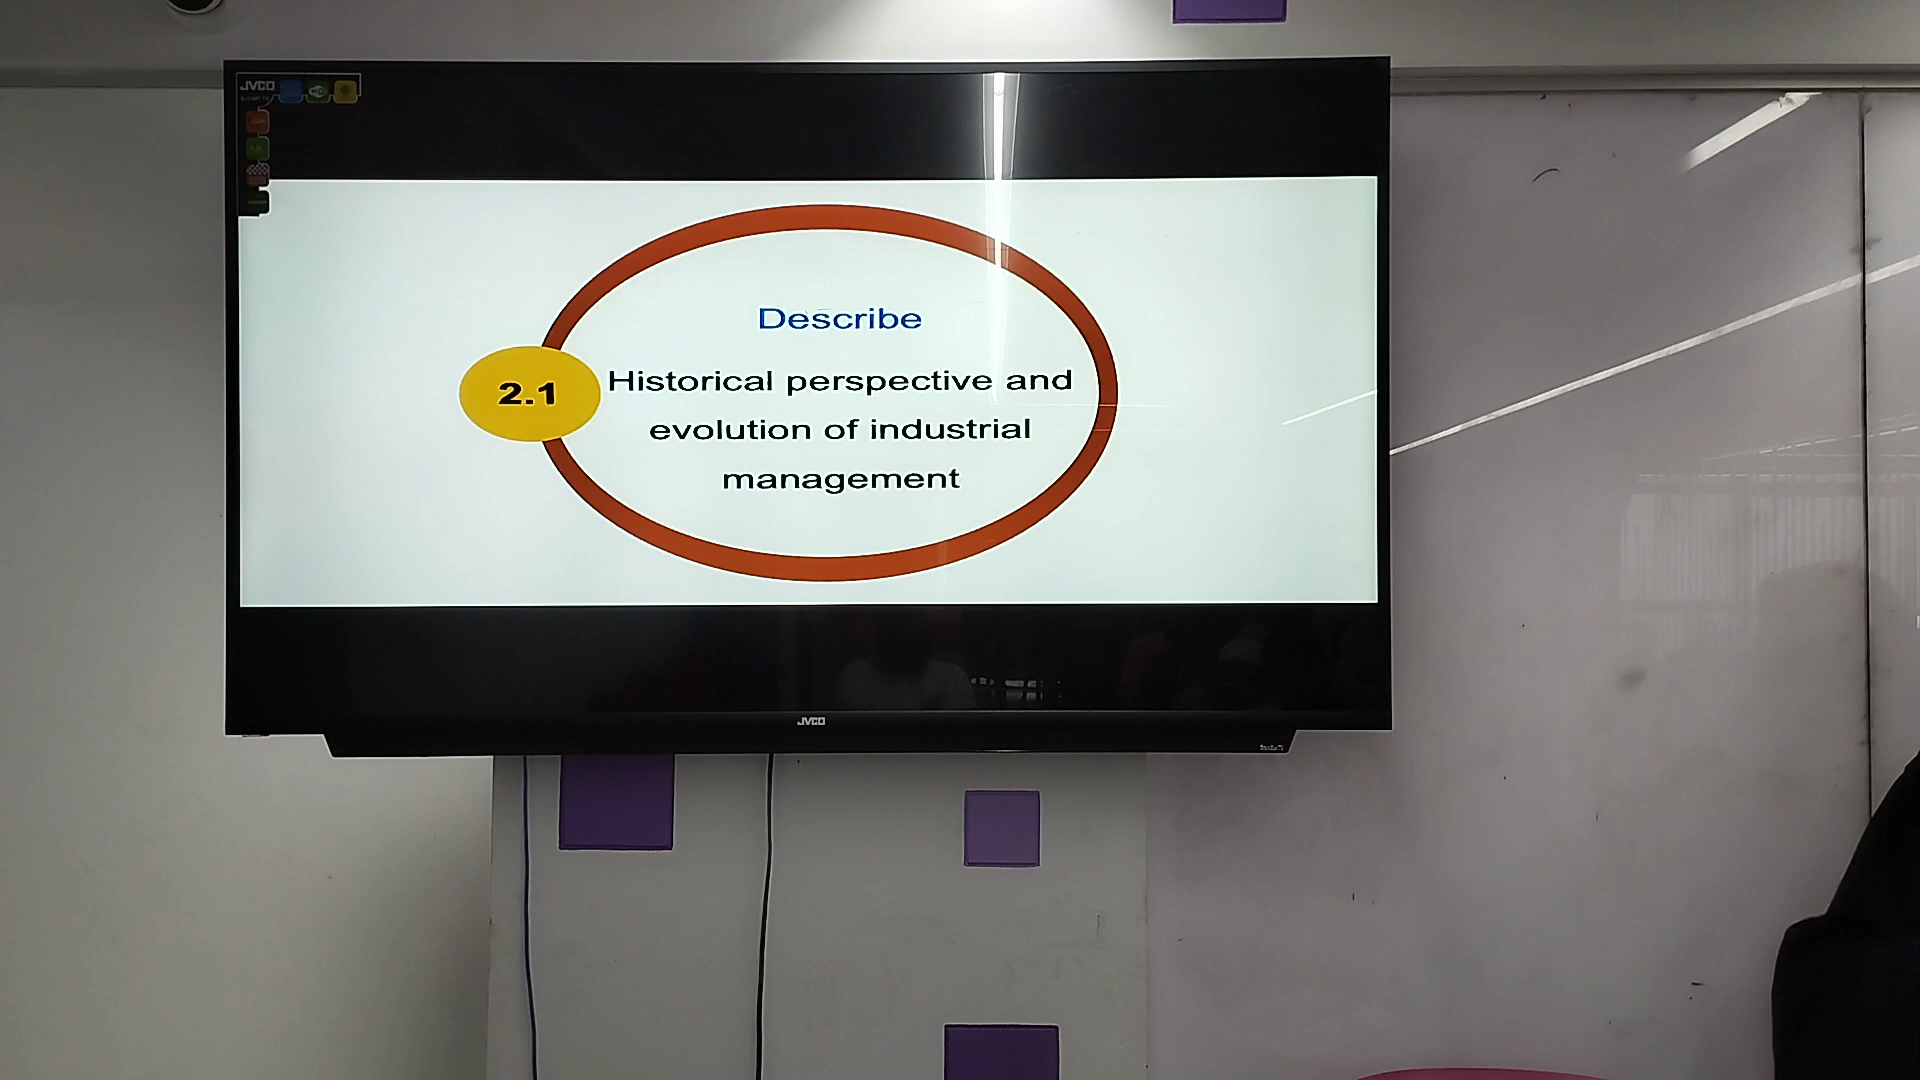 JVCO
Describe
2.1
Historical perspective and
evolution of industrial
management
JVCO